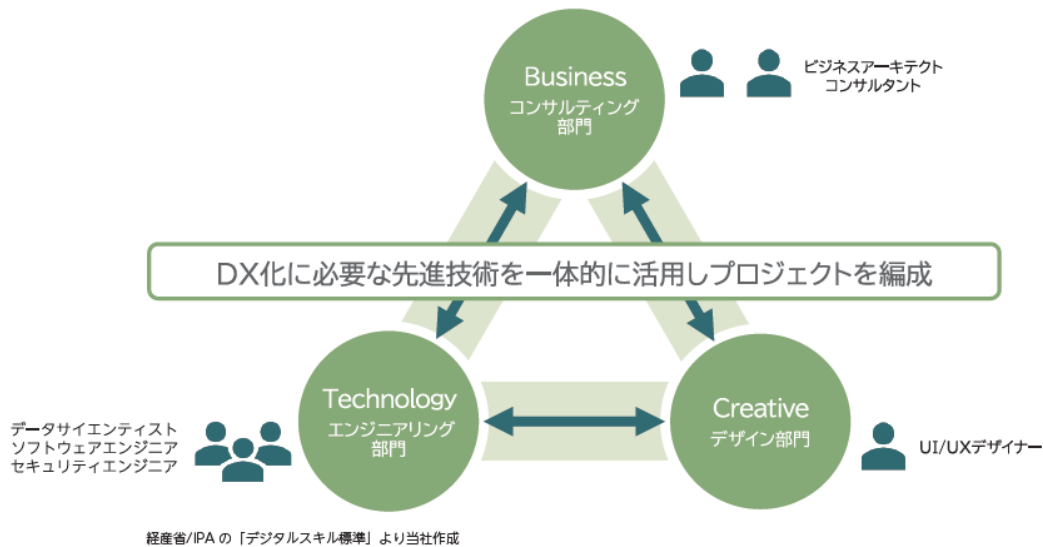 Business
コンサルティング
部門
ビジネスアーキテクト
コンサルタント
DX化に必要な先進技術を一体的に活用しプロジェクトを編成
Technology
エンジニアリング
部門
データサイエンティスト
ソフトウェアエンジニア
セキュリティエンジニア
Creative
デザイン部門
UI/UXデザイナー
経産省/IPA の「デジタルスキル標準」より当社作成